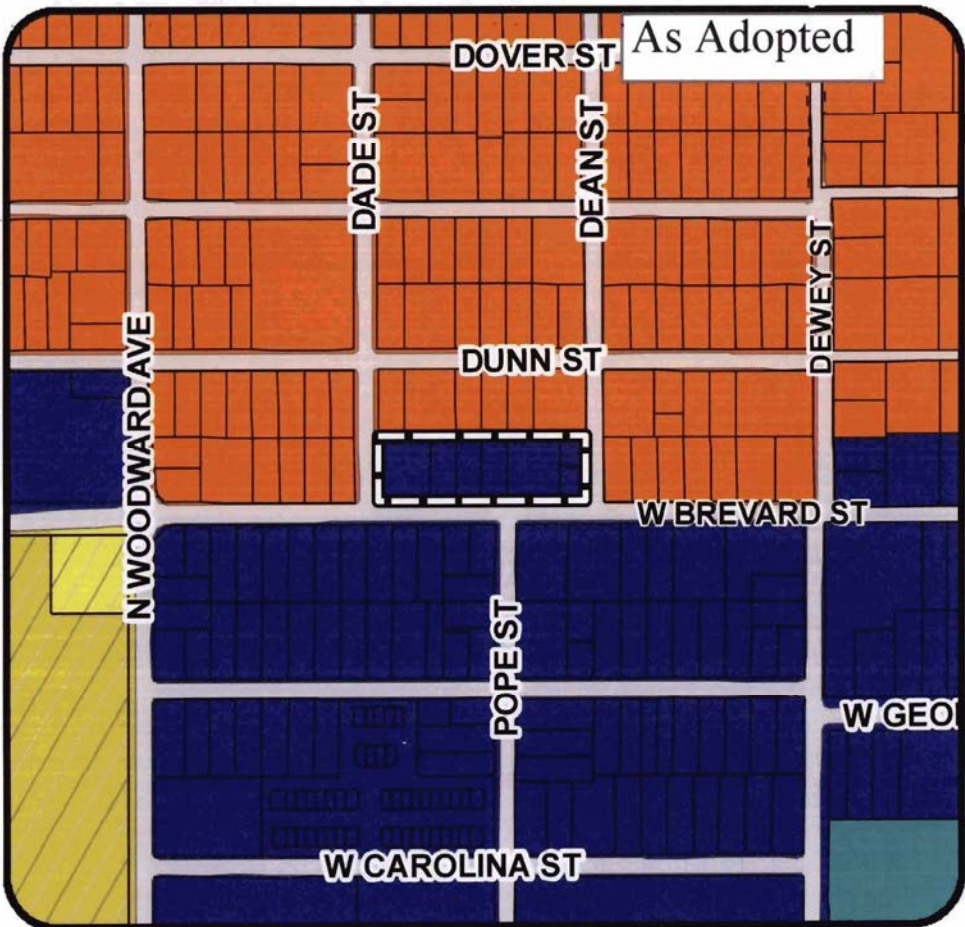 As Adopted
DOVER ST
DADE ST
DEAN ST
DEWEY ST
DUNN ST
N WOODWARD AVE
W BREVARD ST
POPE ST
W GEO
W CAROLINA ST